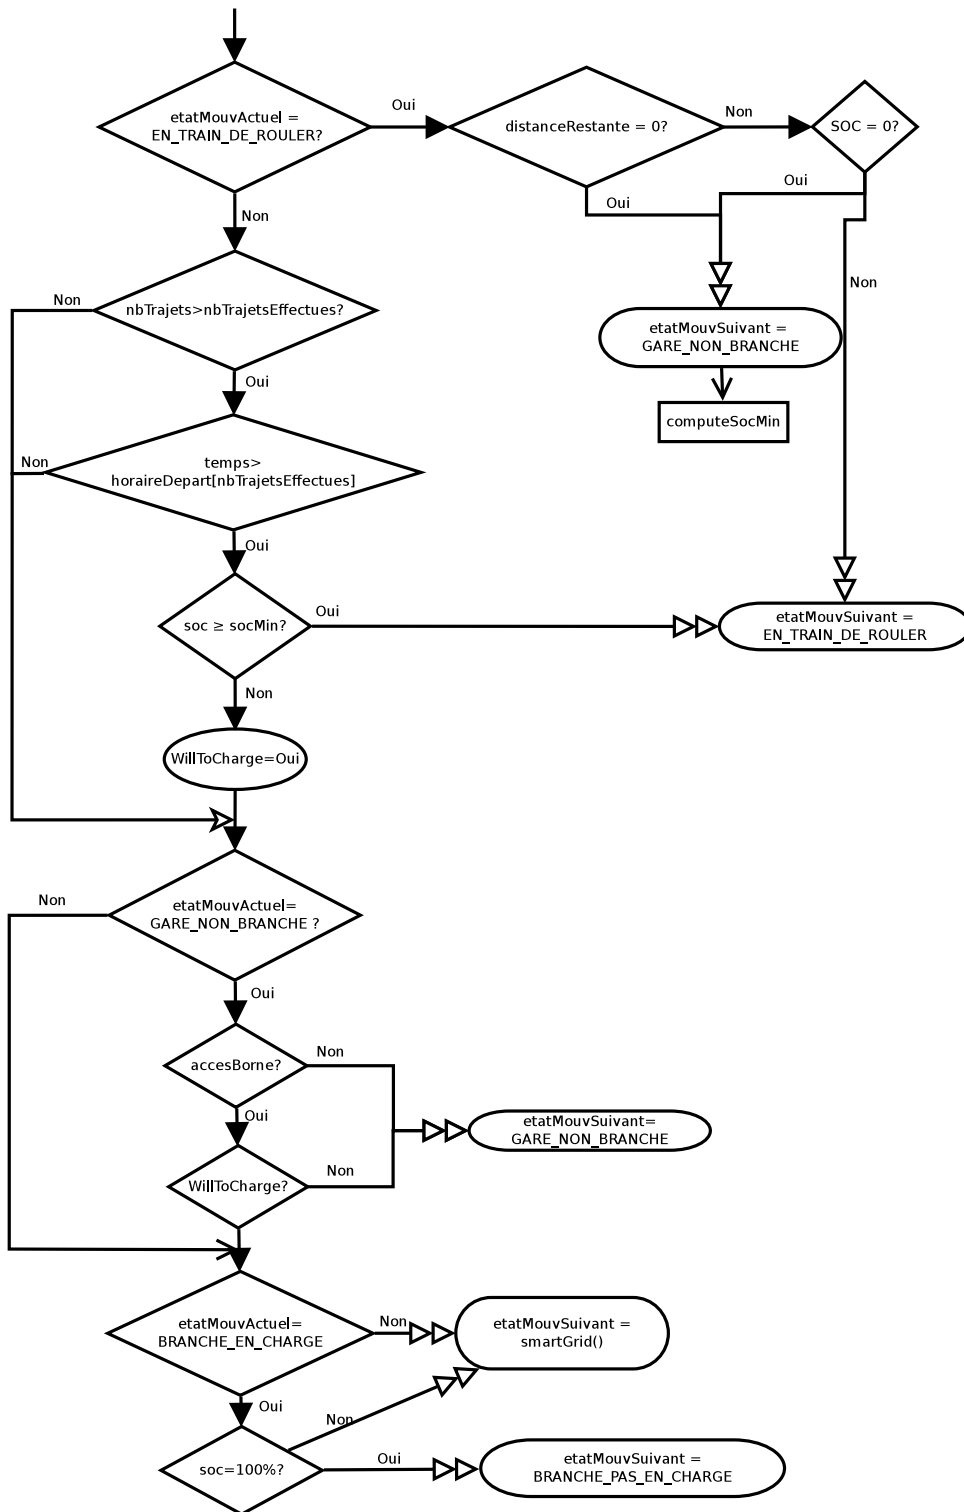 etatMouvActuel =
EN_TRAIN_DE_ROULER?
Oui
distanceRestante = 0?
Non
SOC = 0?
Oui
Oui
Non
Non
etatMouvSuivant =
GARE_NON_BRANCHE
computeSocMin
nbTrajets>nbTrajetsEffectues?
Non
Oui
temps>
horaireDepart[nbTrajetsEffectues]
Non
Oui
soc ≥ socMin?
Oui
etatMouvSuivant =
EN_TRAIN_DE_ROULER
Non
WillToCharge=Oui
etatMouvActuel=
GARE_NON_BRANCHE ?
Non
Oui
accesBorne?
Non
Oui
etatMouvSuivant=
GARE_NON_BRANCHE
WillToCharge?
Non
etatMouvActuel=
BRANCHE_EN_CHARGE
Non
etatMouvSuivant =
smartGrid()
Oui
Non
soc=100%?
Oui
etatMouvSuivant =
BRANCHE_PAS_EN_CHARGE